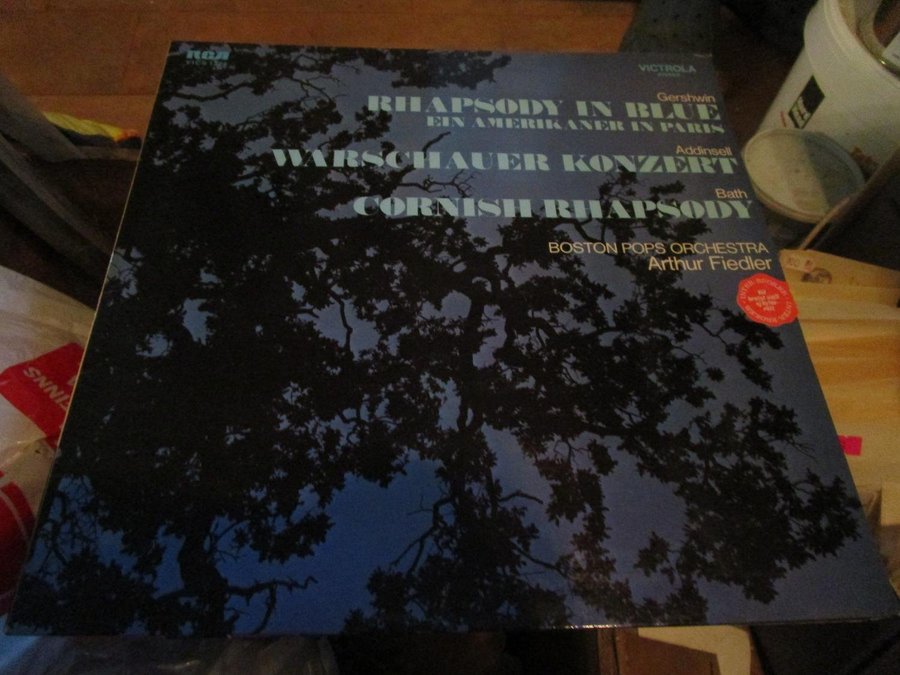 RCA
VICTROLA
Gershwin
RHAPSODY IN BLUE
EIN AMERIKANER IN PARIS
Addinsell
WARSCHAUER KONZERT
Bath
CORNISH RHAPSODY
BOSTON POPS ORCHESTRA
Arthur Fiedler